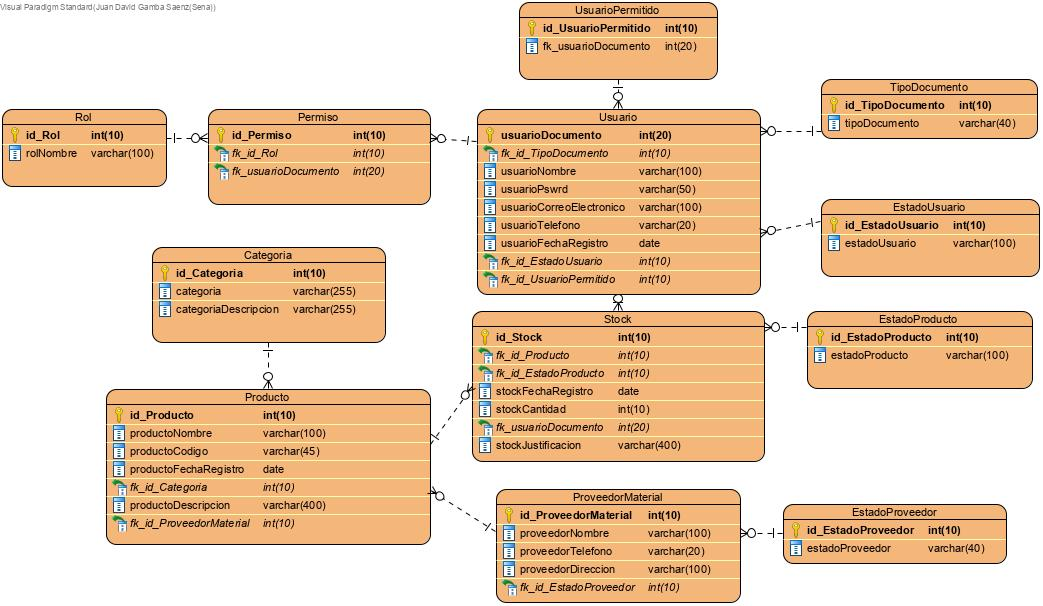 Visual Paradigm Standard(Juan David Gamba Saenz(Sena))
UsuarioPermitido
id_UsuarioPermitido int(10)
fk_usuarioDocumento int(20)
Rol
id_Rol int(10)
rolNombre varchar(100)
Permiso
id_Permiso int(10)
fk_id_Rol int(10)
fk_usuarioDocumento int(20)
Usuario
usuarioDocumento int(20)
fk_id_TipoDocumento int(10)
usuarioNombre varchar(100)
usuarioPswrd varchar(50)
usuarioCorreoElectronico varchar(100)
usuarioTelefono varchar(20)
usuarioFechaRegistro date
fk_id_EstadoUsuario int(10)
fk_id_UsuarioPermitido int(10)
TipoDocumento
id_TipoDocumento int(10)
tipoDocumento varchar(40)
EstadoUsuario
id_EstadoUsuario int(10)
estadoUsuario varchar(100)
Categoria
id_Categoria int(10)
categoria varchar(255)
categoriaDescripcion varchar(255)
Stock
id_Stock int(10)
fk_id_Producto int(10)
fk_id_EstadoProducto int(10)
stockFechaRegistro date
stockCantidad int(10)
fk_usuarioDocumento int(20)
stockJustificacion varchar(400)
EstadoProducto
id_EstadoProducto int(10)
estadoProducto varchar(100)
Producto
id_Producto int(10)
productoNombre varchar(100)
productoCodigo varchar(45)
productoFechaRegistro date
fk_id_Categoria int(10)
productoDescripcion varchar(400)
fk_id_ProveedorMaterial int(10)
ProveedorMaterial
id_ProveedorMaterial int(10)
proveedorNombre varchar(100)
proveedorTelefono varchar(20)
proveedorDireccion varchar(100)
fk_id_EstadoProveedor int(10)
EstadoProveedor
id_EstadoProveedor int(10)
estadoProveedor varchar(40)